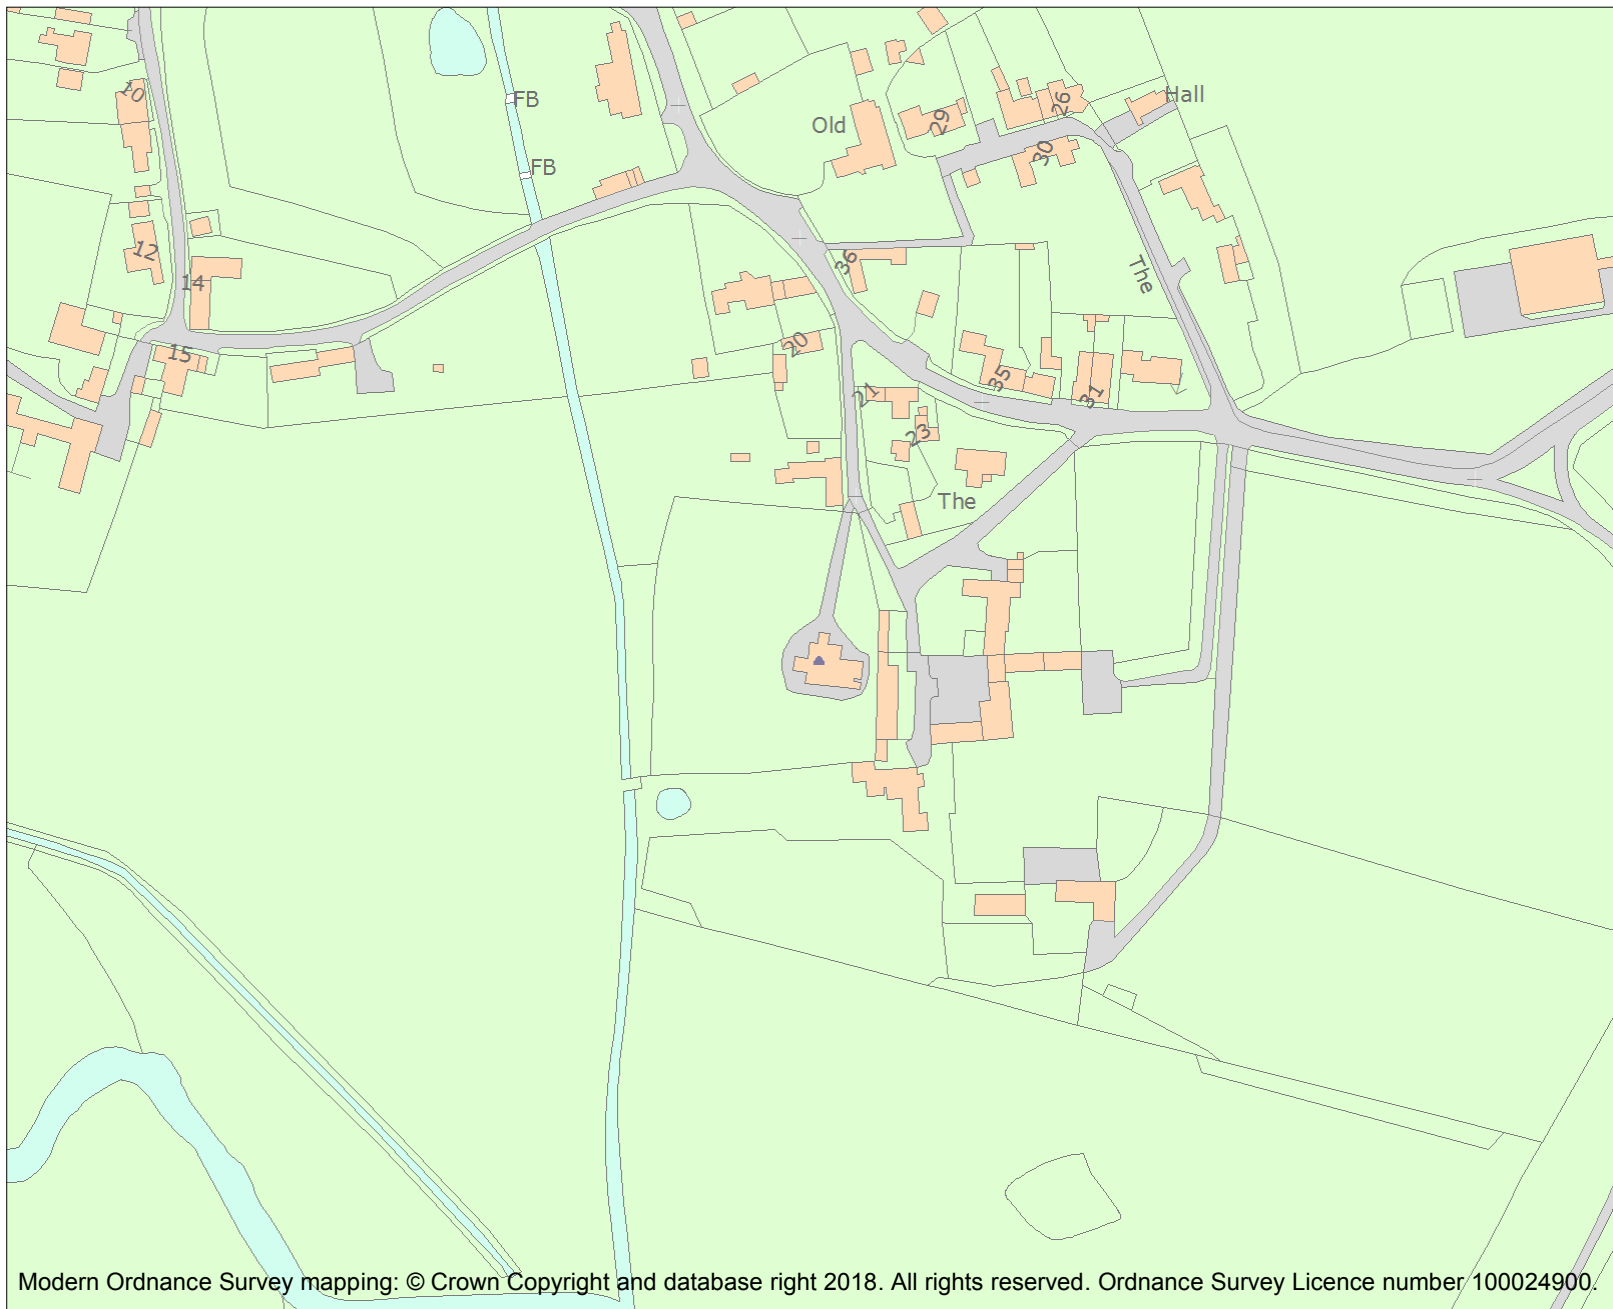 10
FB
Old
29
26
Hall
FB
30
12
14
36
The
15
20
21
35
31
23
The
Modern Ordnance Survey mapping: © Crown Copyright and database right 2018. All rights reserved. Ordnance Survey Licence number 100024900.